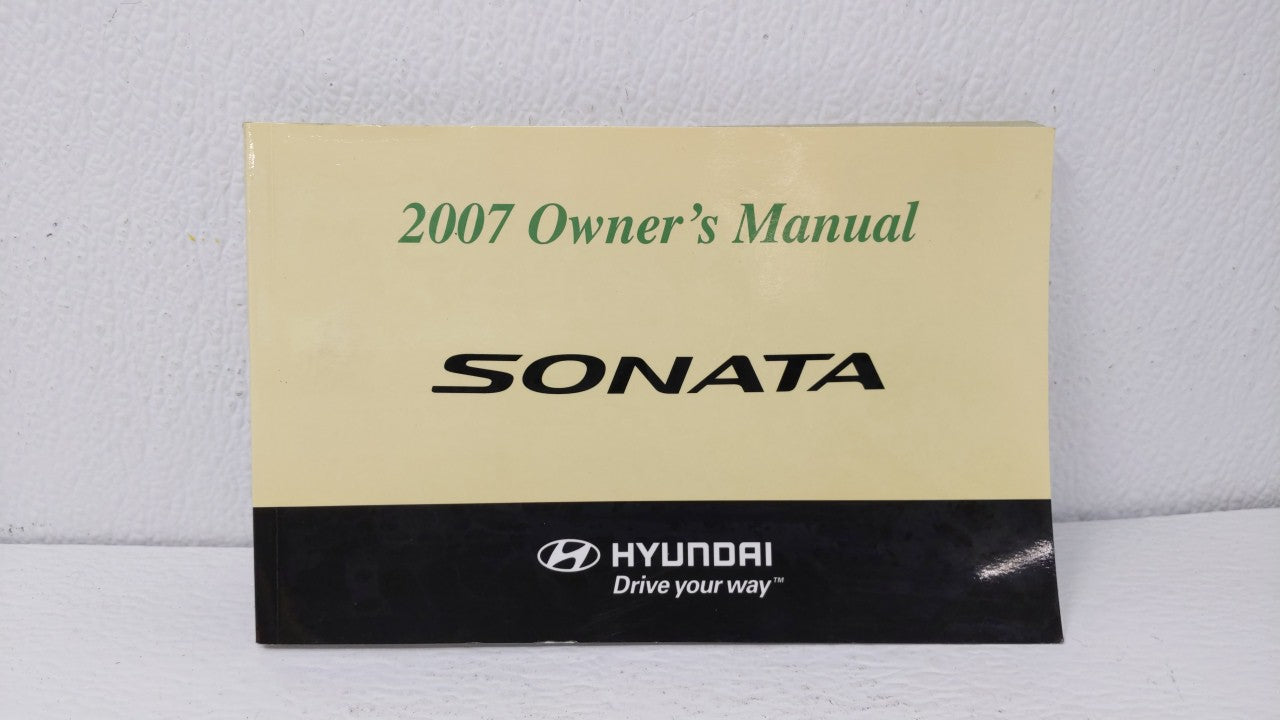 2007 Owner's Manual
SONATA
HYUNDAI
Drive your way™